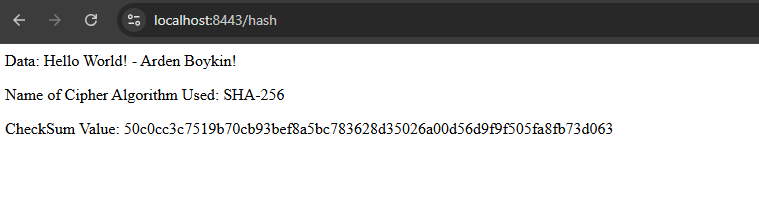 localhost:8443/hash
Data: Hello World! - Arden Boykin!
Name of Cipher Algorithm Used: SHA-256
CheckSum Value: 50c0cc3c7519b70cb93bef8a5bc783628d35026a00d56d9f9f505fa8fb73d063